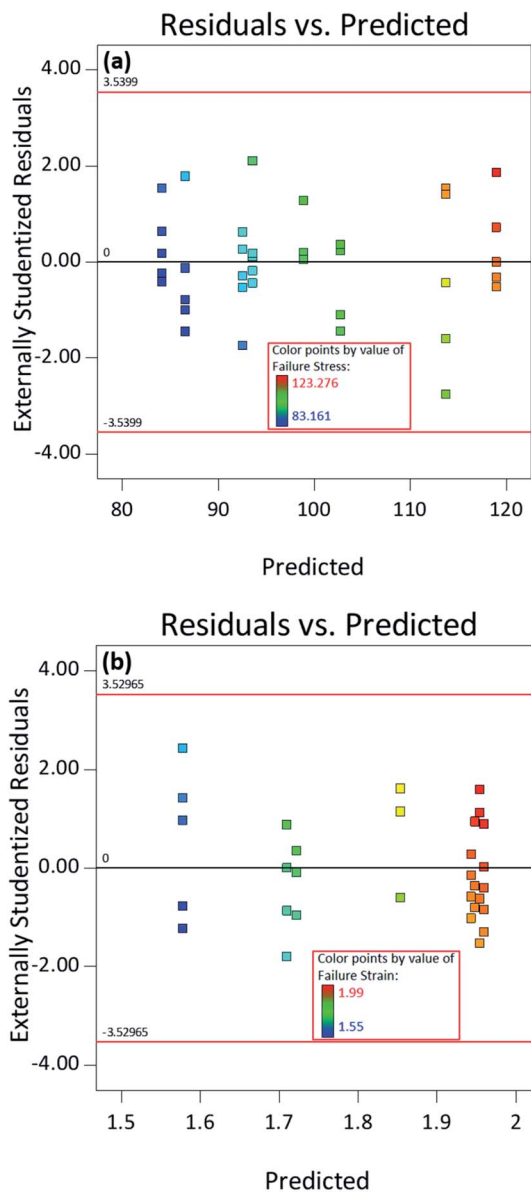 Residuals vs. Predicted
(a)
4.00
3.5399
2.00
0
0.00
-2.00
-3.5399
-4.00
Externally Studentized Residuals
Color points by value of
Failure Stress:
123.276
83.161
80 90 100 110 120
Predicted
Residuals vs. Predicted
(b)
4.00
3.52965
2.00
0
0.00
-2.00
-3.52965
-4.00
Externally Studentized Residuals
Color points by value of
Failure Strain:
1.99
1.55
1.5 1.6 1.7 1.8 1.9 2
Predicted